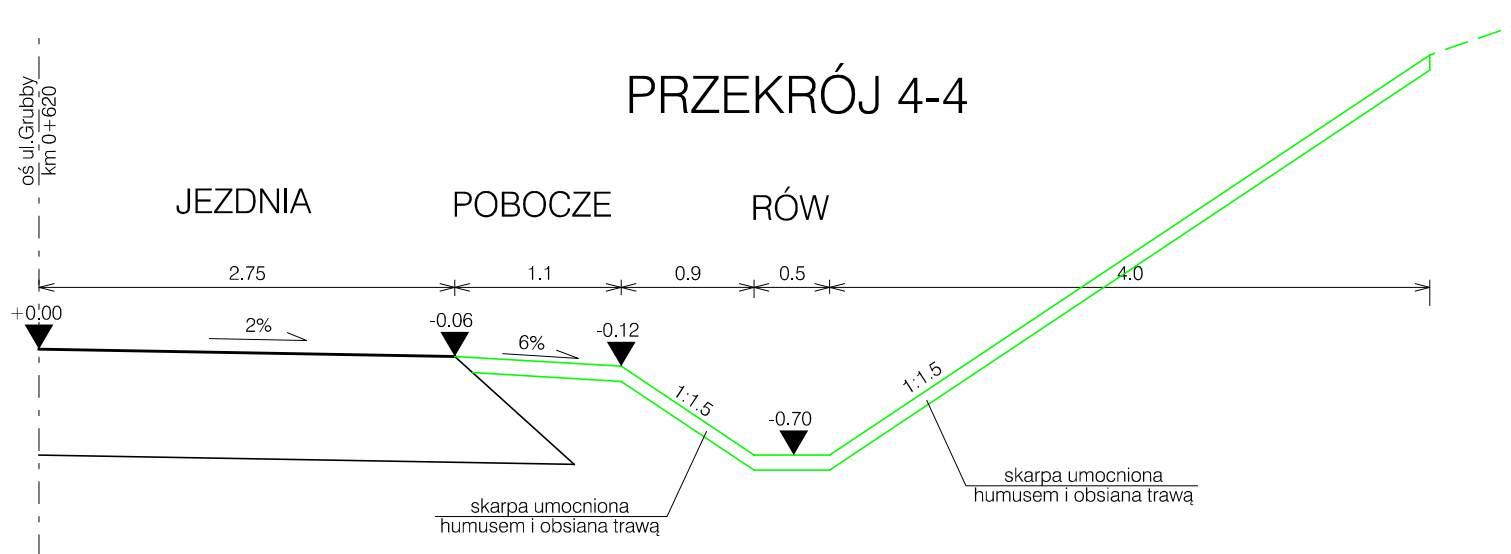 PRZEKRÓJ 4-4
oś ul.Grubby
km 0+620
JEZDNIA
POBOCZE
RÓW
2.75
1.1
0.9
0.5
4.0
+0.00
2%
-0.06
6%
-0.12
1:1.5
-0.70
1:1.5
skarpa umocniona
humusem i obsiana trawą
skarpa umocniona
humusem i obsiana trawą